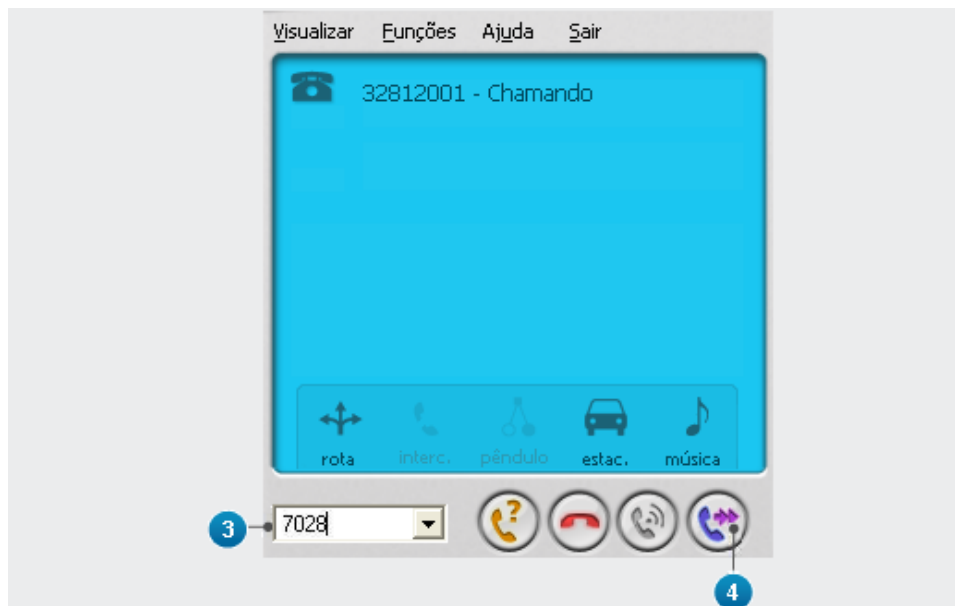 Visualizar Funções Ajuda Sair
32812001 - Chamando
rota interc. pêndulo estac. música
3 7028
?
4